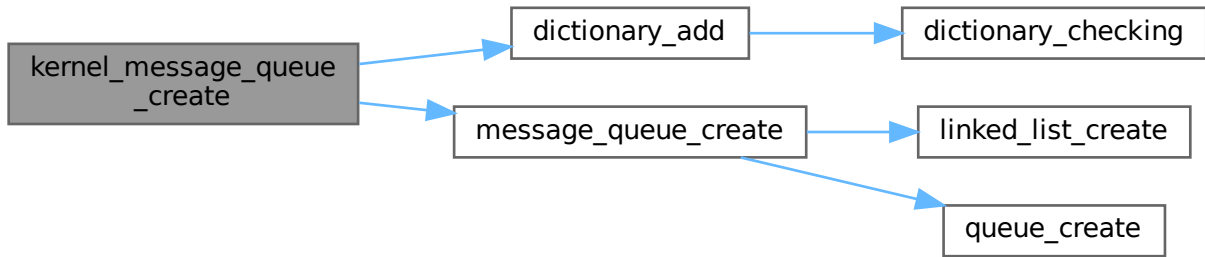 kernel_message_queue
_create
dictionary_add
dictionary_checking
message_queue_create
linked_list_create
queue_create